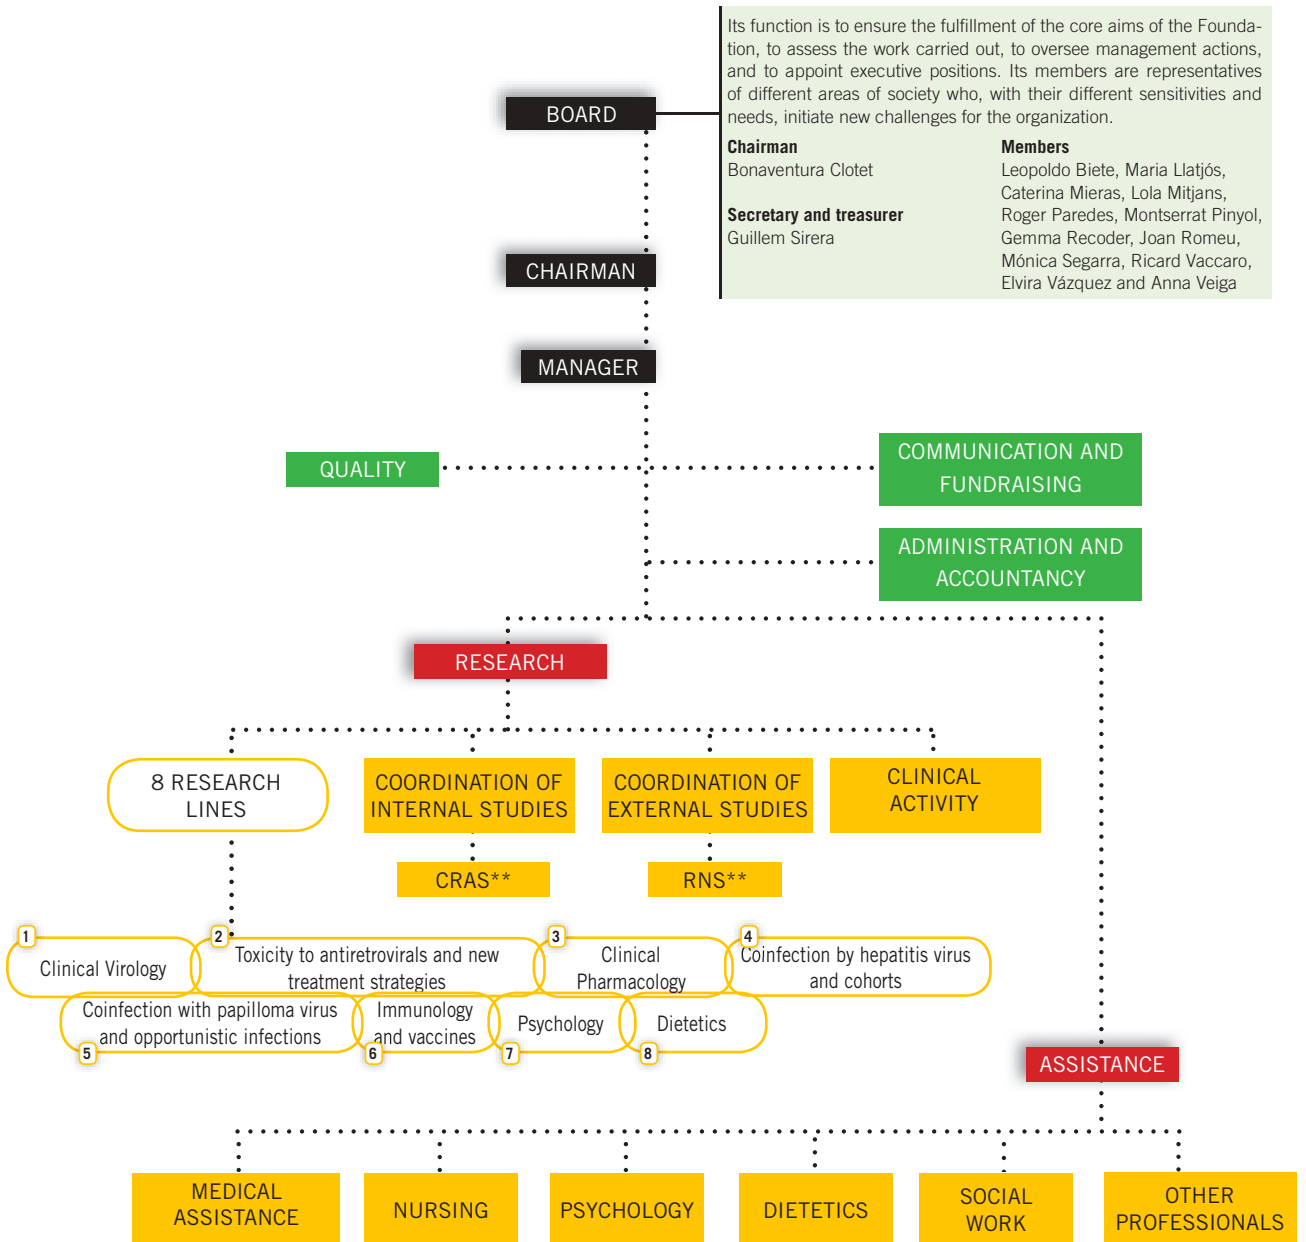 Its function is to ensure the fulfillment of the core aims of the Founda-
tion, to assess the work carried out, to oversee management actions,
and to appoint executive positions. Its members are representatives
of different areas of society who, with their different sensitivities and
needs, initiate new challenges for the organization.
Chairman
Bonaventura Clotet
Secretary and treasurer
Guillem Sirera
Members
Leopoldo Biete, Maria Llatjós,
Caterina Mieras, Lola Mitjans,
Roger Paredes, Montserrat Pinyol,
Gemma Recoder, Joan Romeu,
Mónica Segarra, Ricard Vaccaro,
Elvira Vázquez and Anna Veiga
BOARD
CHAIRMAN
MANAGER
QUALITY
COMMUNICATION AND
FUNDRAISING
ADMINISTRATION AND
ACCOUNTANCY
RESEARCH
8 RESEARCH
LINES
COORDINATION OF
INTERNAL STUDIES
COORDINATION OF
EXTERNAL STUDIES
CLINICAL
ACTIVITY
CRAS**
RNS**
1
Clinical Virology
2
Toxicity to antiretrovirals and new
treatment strategies
3
Clinical
Pharmacology
4
Coinfection by hepatitis virus
and cohorts
Coinfection with papilloma virus
and opportunistic infections
5
Immunology
and vaccines
6
Psychology
7
Dietetics
8
ASSISTANCE
MEDICAL
ASSISTANCE
NURSING
PSYCHOLOGY
DIETETICS
SOCIAL
WORK
OTHER
PROFESSIONALS